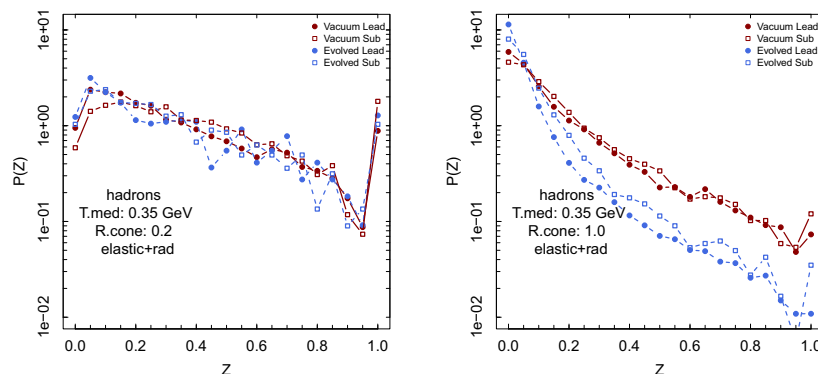 1e+01
1e+00
1e-01
1e-02
P(Z)
Vacuum Lead
Vacuum Sub
Evolved Lead
Evolved Sub
hadrons
T.med: 0.35 GeV
R.cone: 0.2
elastic+rad
0.0 0.2 0.4 0.6 0.8 1.0
Z
1e+01
1e+00
1e-01
1e-02
P(Z)
Vacuum Lead
Vacuum Sub
Evolved Lead
Evolved Sub
hadrons
T.med: 0.35 GeV
R.cone: 1.0
elastic+rad
0.0 0.2 0.4 0.6 0.8 1.0
Z